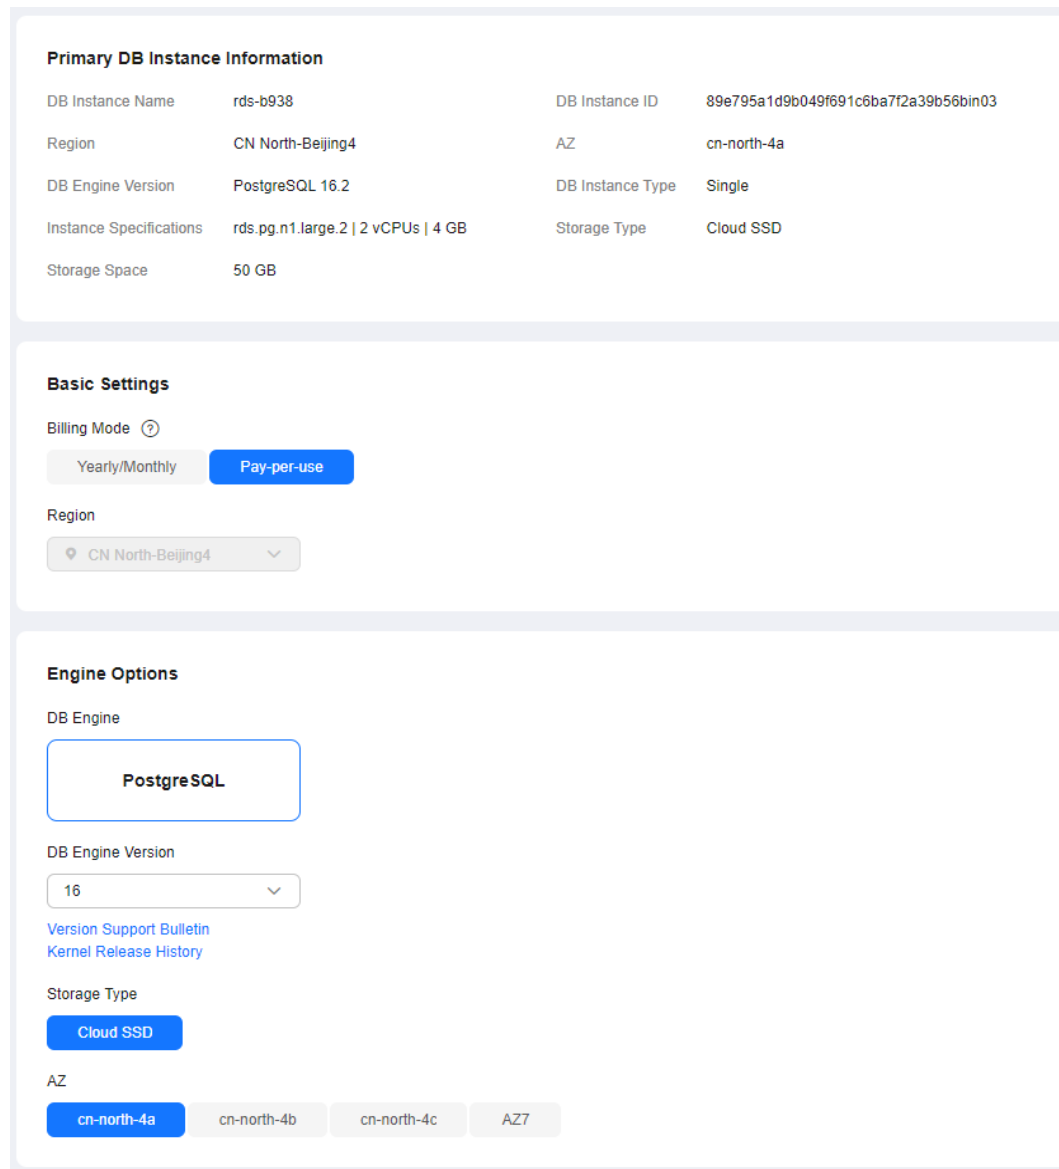 Primary DB Instance Information
DB Instance Name rds-b938 DB Instance ID 89e795a1d9b049f691c6ba7f2a39b56bin03
Region CN North-Beijing4 AZ cn-north-4a
DB Engine Version PostgreSQL 16.2 DB Instance Type Single
Instance Specifications rds.pg.n1.large.2 | 2 vCPUs | 4 GB Storage Type Cloud SSD
Storage Space 50 GB
Basic Settings
Billing Mode ?
Yearly/Monthly Pay-per-use
Region
CN North-Beijing4
Engine Options
DB Engine
PostgreSQL
DB Engine Version
16
Version Support Bulletin
Kernel Release History
Storage Type
Cloud SSD
AZ
cn-north-4a cn-north-4b cn-north-4c AZ7